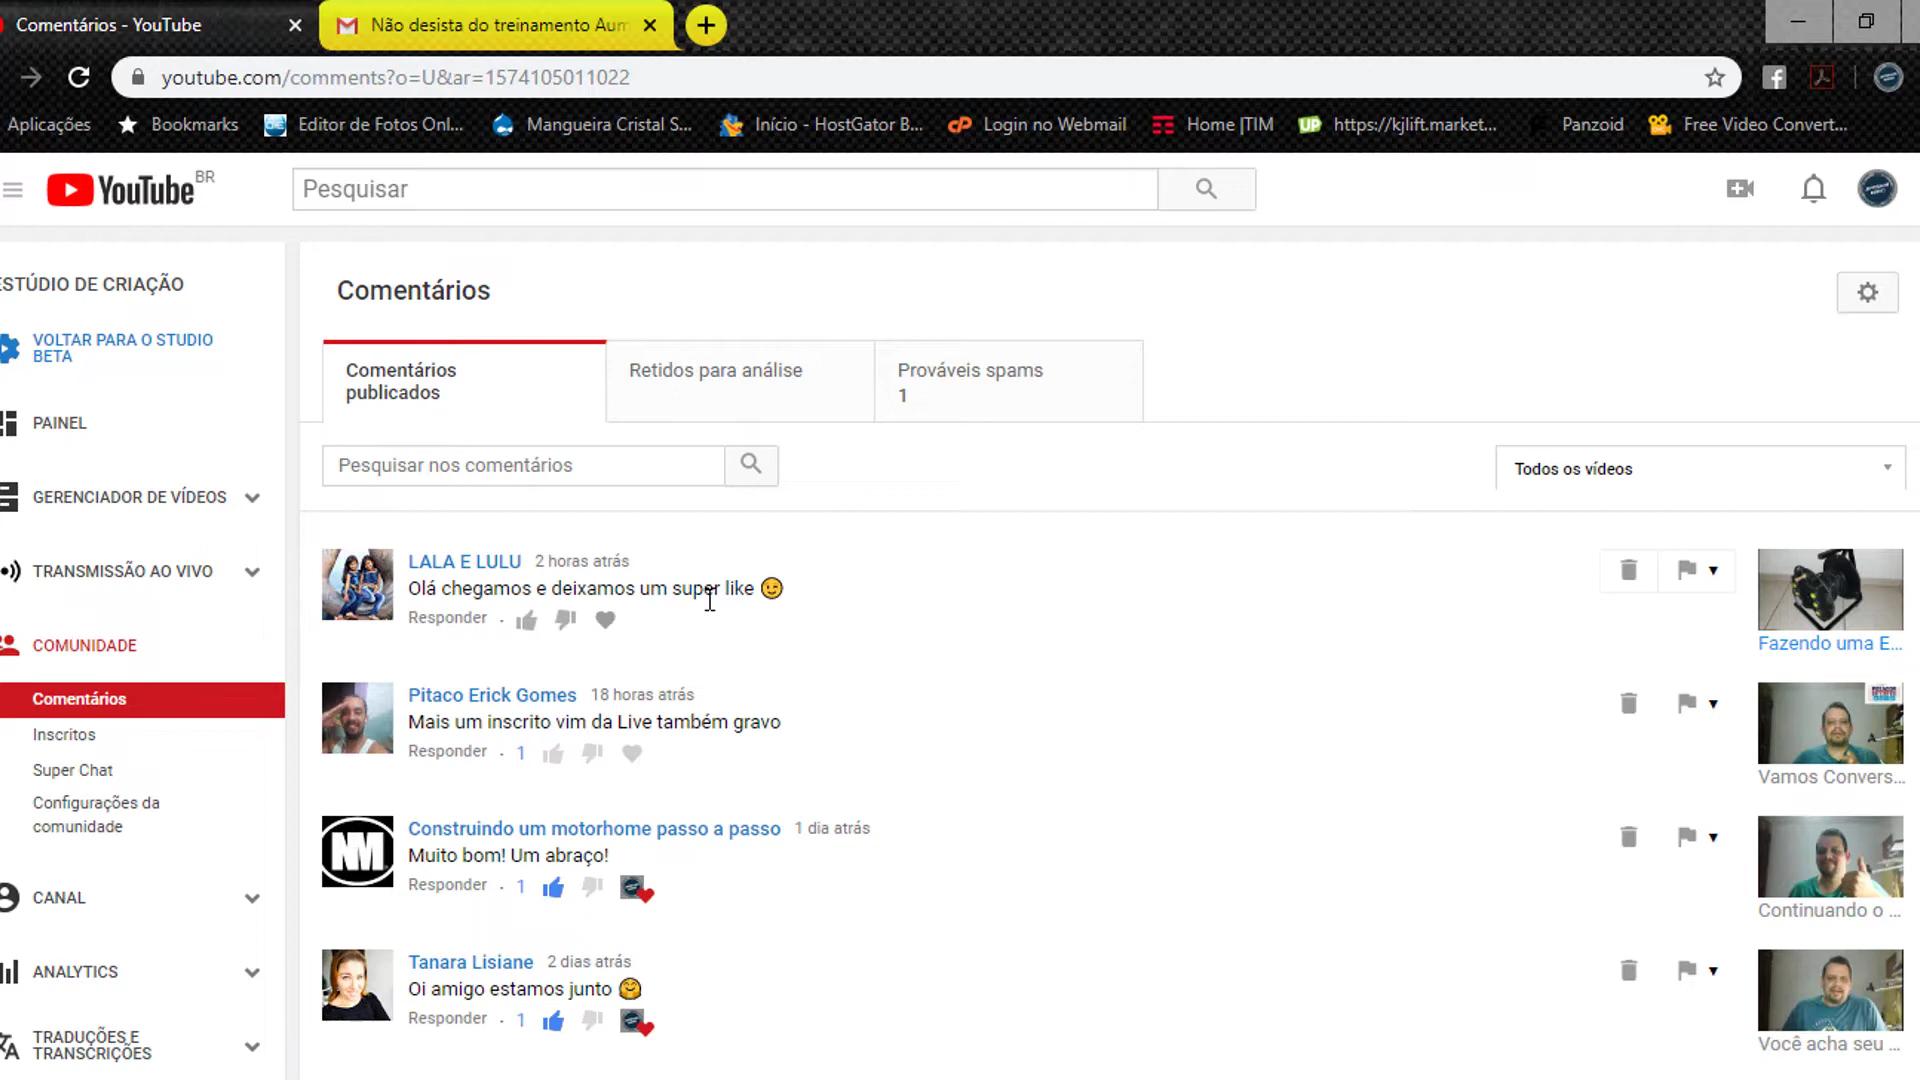 Comentários - YouTube
Não desista do treinamento Aum
youtube.com/comments?o=U&ar=1574105011022
Aplicações
Bookmarks
Editor de Fotos Onl...
Mangueira Cristal S...
Início - HostGator B...
cP
Login no Webmail
Home |TIM
UP
https://kjlift.market...
Panzoid
Free Video Convert...
YouTube BR
Pesquisar
ESTÚDIO DE CRIAÇÃO
VOLTAR PARA O STUDIO
BETA
PAINEL
GERENCIADOR DE VÍDEOS
TRANSMISSÃO AO VIVO
COMUNIDADE
Comentários
Inscritos
Super Chat
Configurações da
comunidade
CANAL
ANALYTICS
TRADUÇÕES E
TRANSCRIÇÕES
Comentários
Comentários
publicados
Retidos para análise
Prováveis spams
1
Pesquisar nos comentários
Todos os vídeos
LALA E LULU 2 horas atrás
Olá chegamos e deixamos um super like 😉
Responder .
Fazendo uma E...
Pitaco Erick Gomes 18 horas atrás
Mais um inscrito vim da Live também gravo
Responder . 1
Vamos Convers...
NM
Construindo um motorhome passo a passo 1 dia atrás
Muito bom! Um abraço!
Responder . 1
Continuando o ...
Tanara Lisiane 2 dias atrás
Oi amigo estamos junto 🤗
Responder . 1
Você acha seu ...